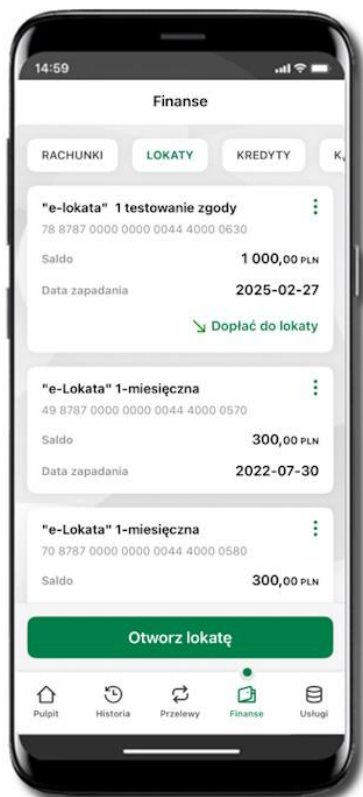 14:59
Finanse
RACHUNKI LOKATY KREDYTY
"e-lokata" 1 testowanie zgody
78 8787 0000 0000 0044 4000 0630
Saldo 1 000,00 PLN
Data zapadania 2025-02-27
Dopłać do lokaty
"e-Lokata" 1-miesięczna
49 8787 0000 0000 0044 4000 0570
Saldo 300,00 PLN
Data zapadania 2022-07-30
"e-Lokata" 1-miesięczna
70 8787 0000 0000 0044 4000 0580
Saldo 300,00 PLN
Otworz lokatę
Pulpit Historia Przelewy Finanse Usługi